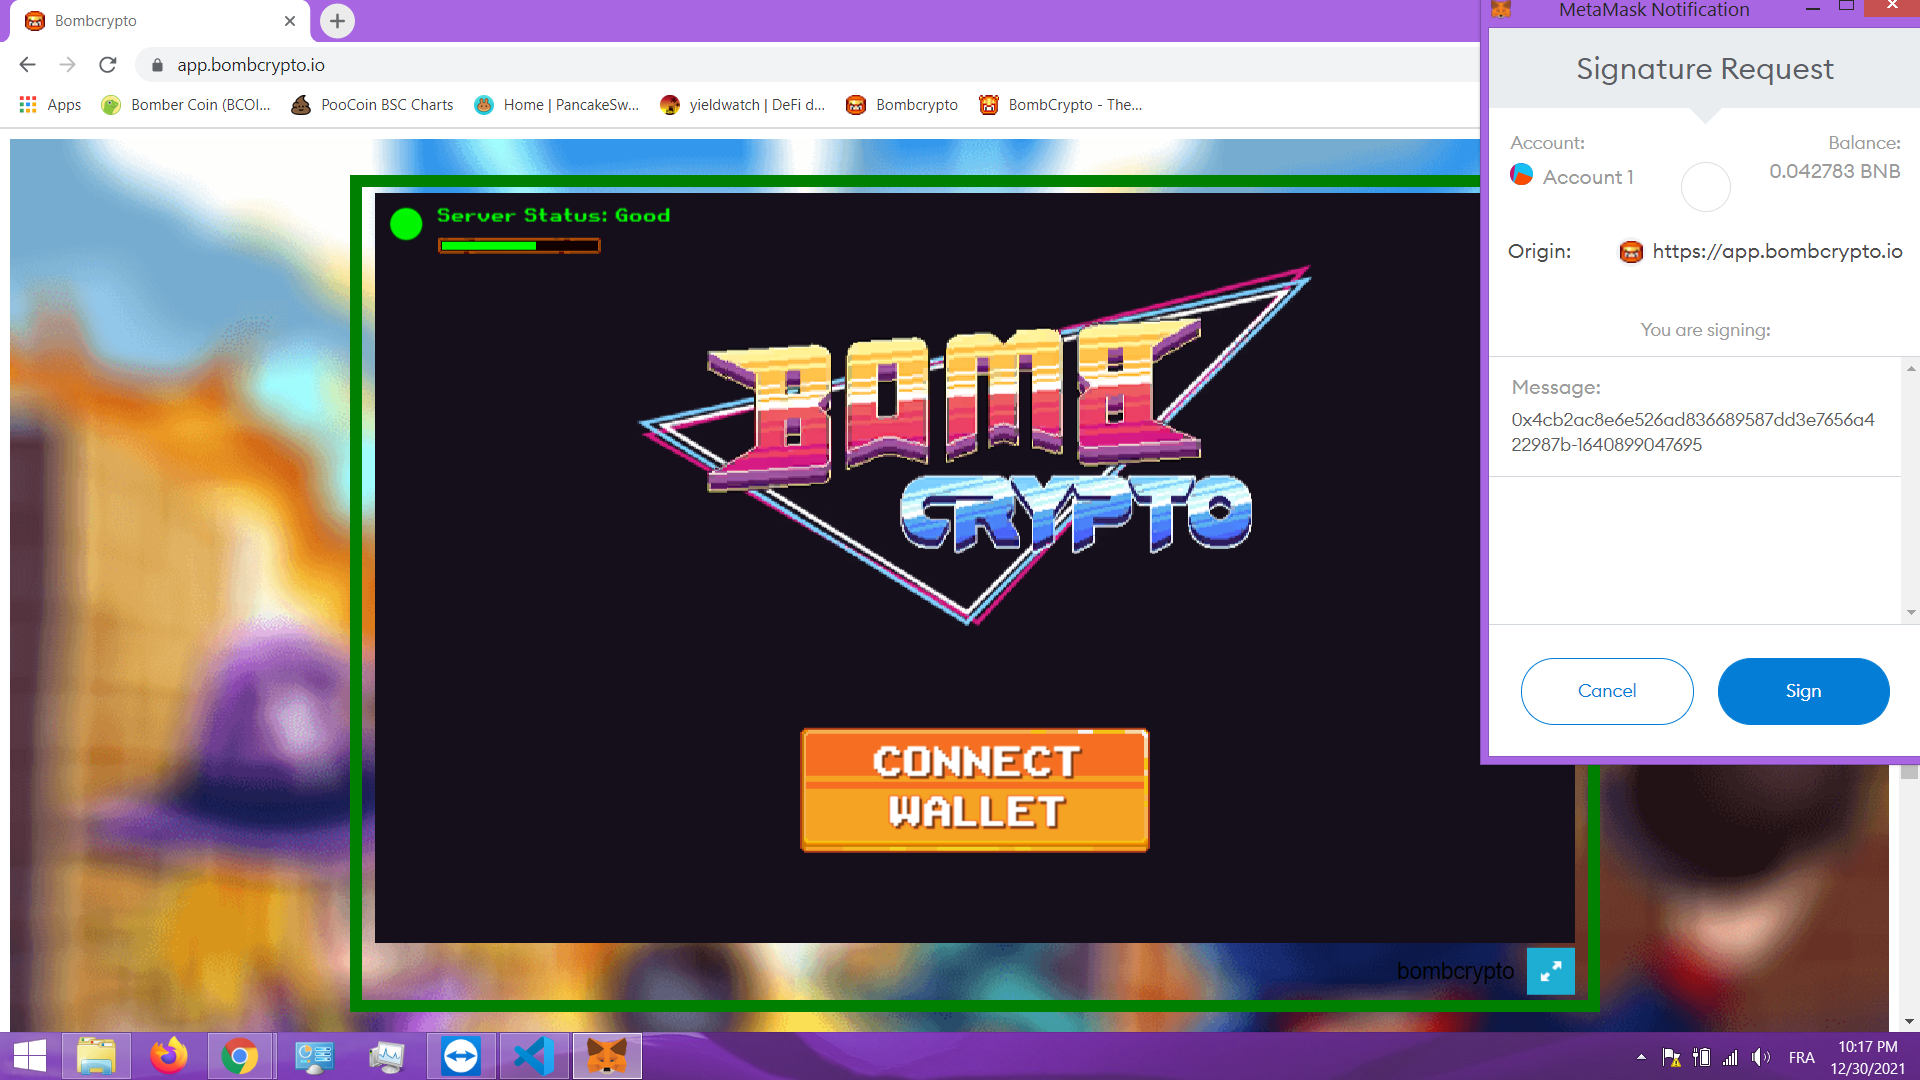 Bombcrypto
app.bombcrypto.io
Apps
Bomber Coin (BCOI...
PooCoin BSC Charts
Home | PancakeSw...
yieldwatch | DeFi d...
Bombcrypto
BombCrypto - The...
Server Status: Good
BOMB
CRYPTO
CONNECT
WALLET
bombcrypto
MetaMask Notification
Signature Request
Account:
Balance:
Account 1
0.042783 BNB
Origin:
https://app.bombcrypto.io
You are signing:
Message:
0x4cb2ac8e6e526ad836689587dd3e7656a4
22987b-1640899047695
Cancel
Sign
FRA
10:17 PM
12/30/2021